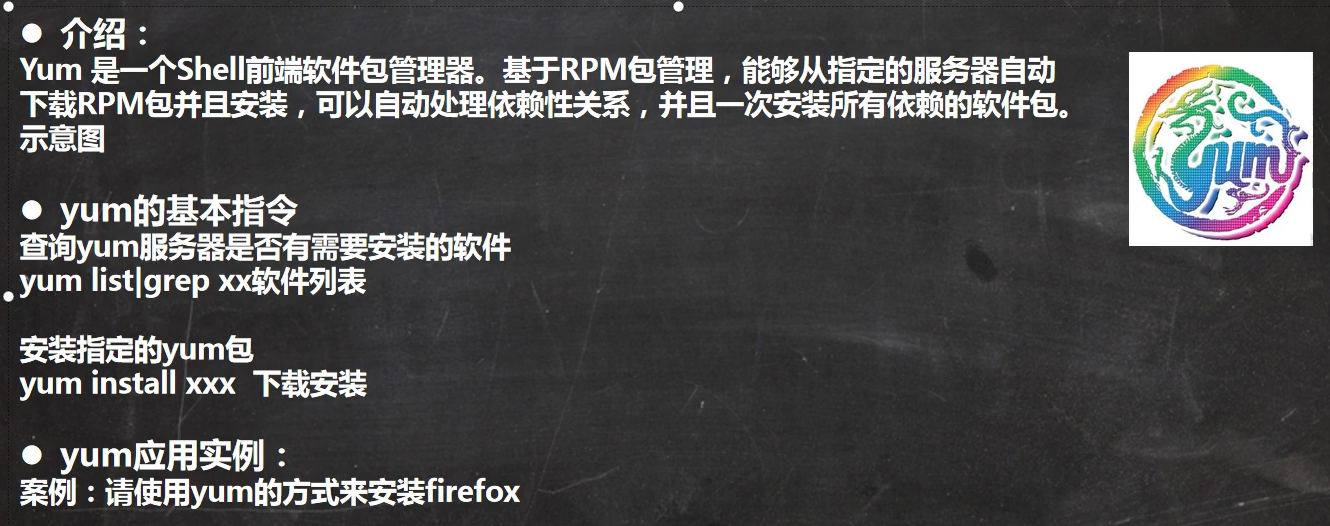 ● 介绍：
Yum 是一个Shell前端软件包管理器。基于RPM包管理，能够从指定的服务器自动
下载RPM包并且安装，可以自动处理依赖性关系，并且一次安装所有依赖的软件包。
示意图
yum
● yum的基本指令
查询yum服务器是否有需要安装的软件
yum list|grep xx软件列表
安装指定的yum包
yum install xxx  下载安装
● yum应用实例：
案例：请使用yum的方式来安装firefox